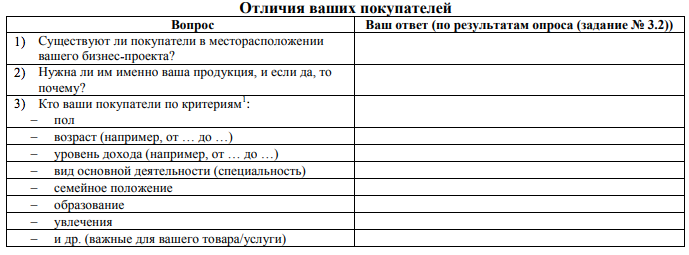 Отличия ваших покупателей
Вопрос Ваш ответ (по результатам опроса (задание № 3.2))
1) Существуют ли покупатели в месторасположении
вашего бизнес-проекта?
2) Нужна ли им именно ваша продукция, и если да, то
почему?
3) Кто ваши покупатели по критериям¹:
– пол
– возраст (например, от … до …)
– уровень дохода (например, от … до …)
– вид основной деятельности (специальность)
– семейное положение
– образование
– увлечения
– и др. (важные для вашего товара/услуги)